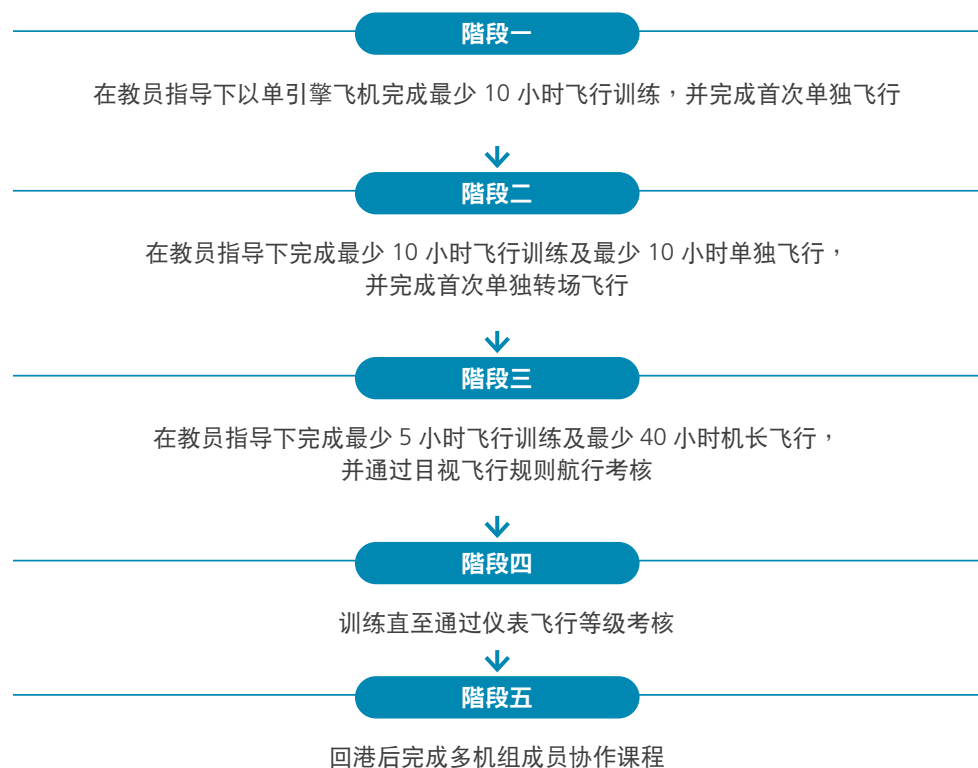 階段一
在教员指导下以单引擎飞机完成最少 10 小时飞行训练，并完成首次单独飞行
階段二
在教员指导下完成最少 10 小时飞行训练及最少 10 小时单独飞行，
并完成首次单独转场飞行
階段三
在教员指导下完成最少 5 小时飞行训练及最少 40 小时机长飞行，
并通过目视飞行规则航行考核
階段四
训练直至通过仪表飞行等级考核
階段五
回港后完成多机组成员协作课程